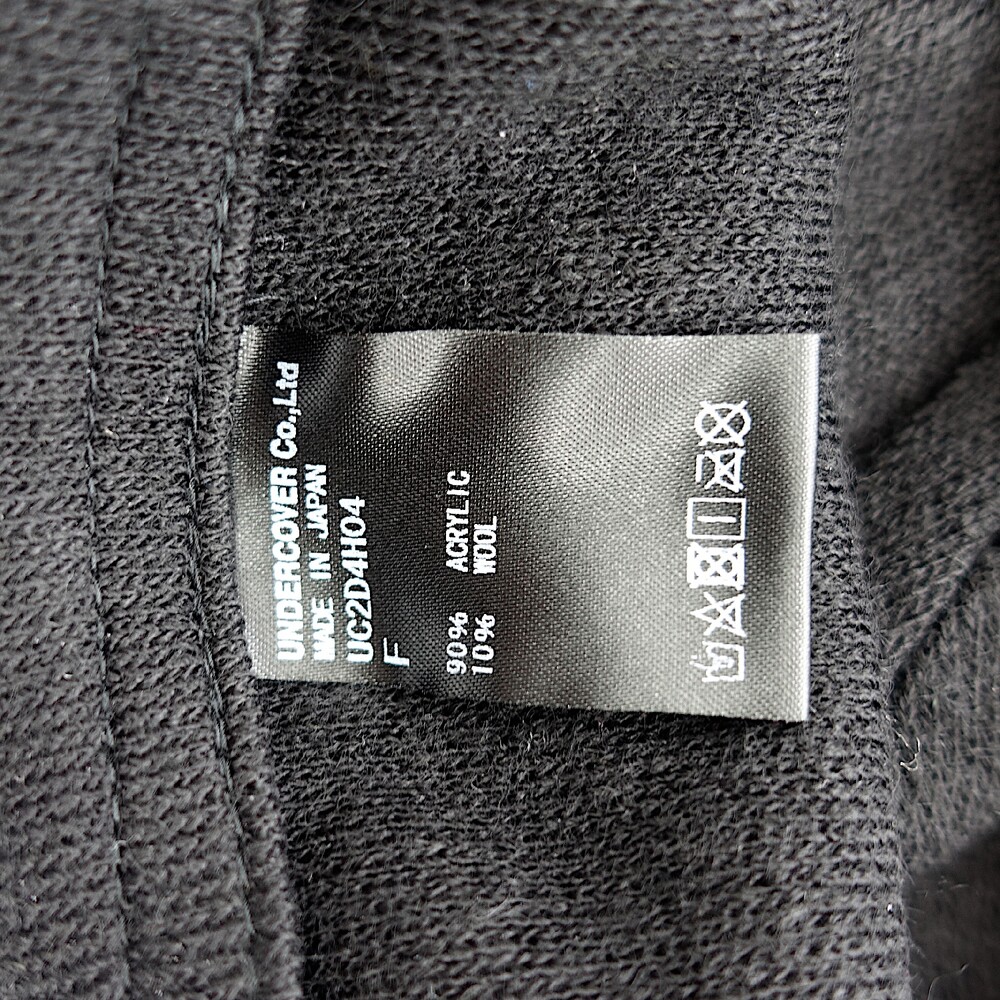 UNDERCOVER Co.,Ltd
MADE IN JAPAN
UC2D4H04
F
90% ACRYLIC
10% WOOL